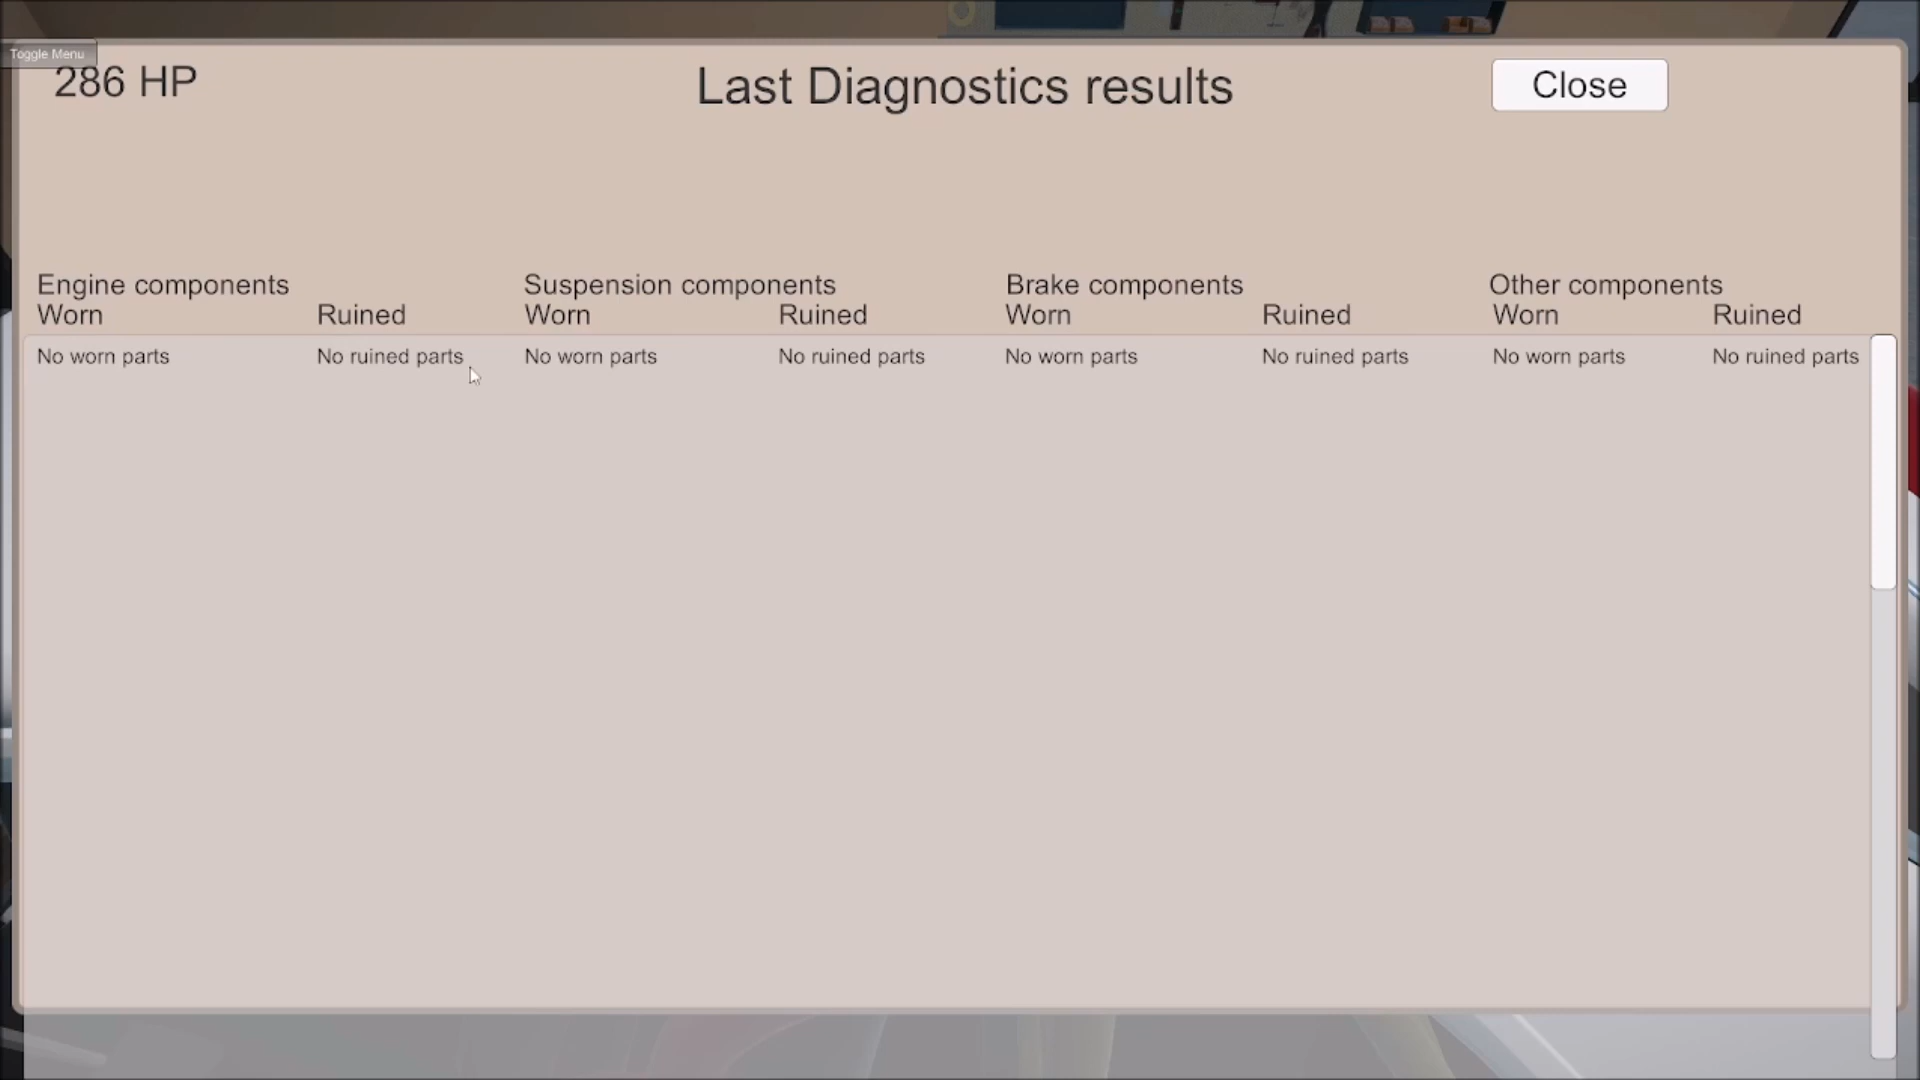 Toggle Menu
286 HP
Last Diagnostics results
Close
Engine components
Suspension components
Brake components
Other components
Worn
Ruined
Worn
Ruined
Worn
Ruined
Worn
Ruined
No worn parts
No ruined parts
No worn parts
No ruined parts
No worn parts
No ruined parts
No worn parts
No ruined parts